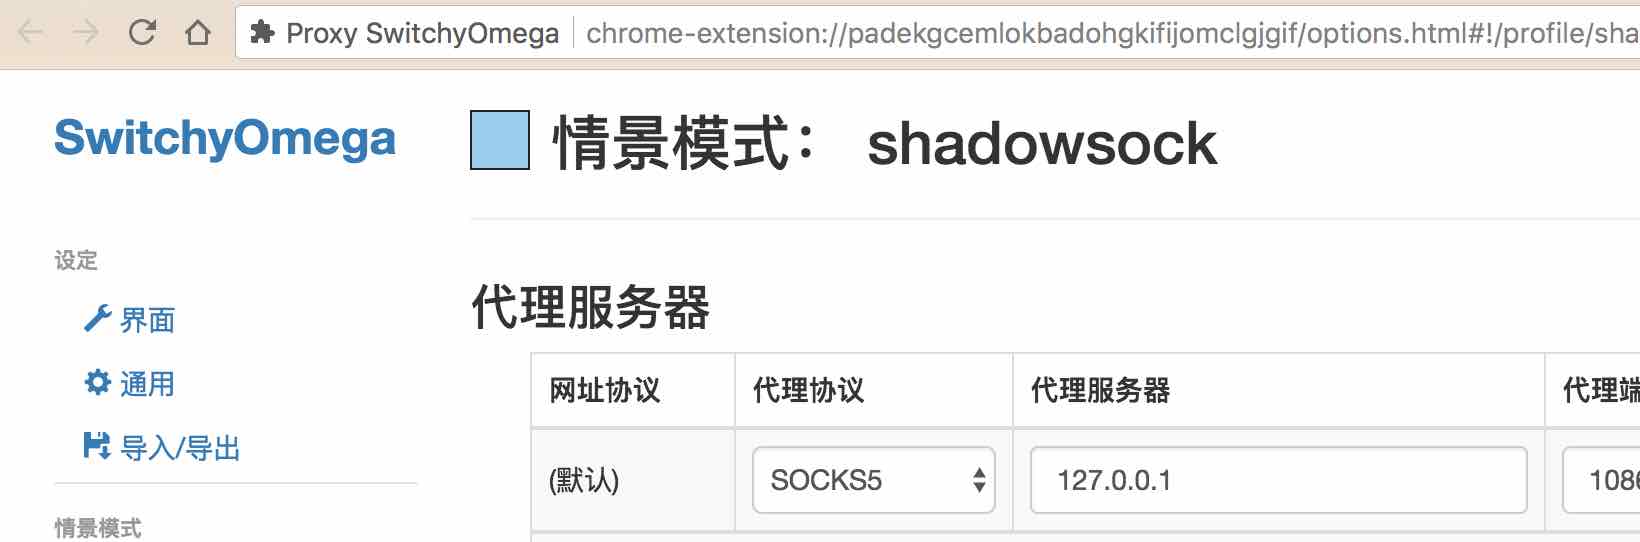 Proxy SwitchyOmega chrome-extension://padekgcemlokbadohgkifijomclgjgif/options.html#!/profile/sha
SwitchyOmega
情景模式： shadowsock
设定
界面
通用
导入/导出
情景模式
代理服务器
网址协议 代理协议 代理服务器 代理端
(默认) SOCKS5 127.0.0.1 1086